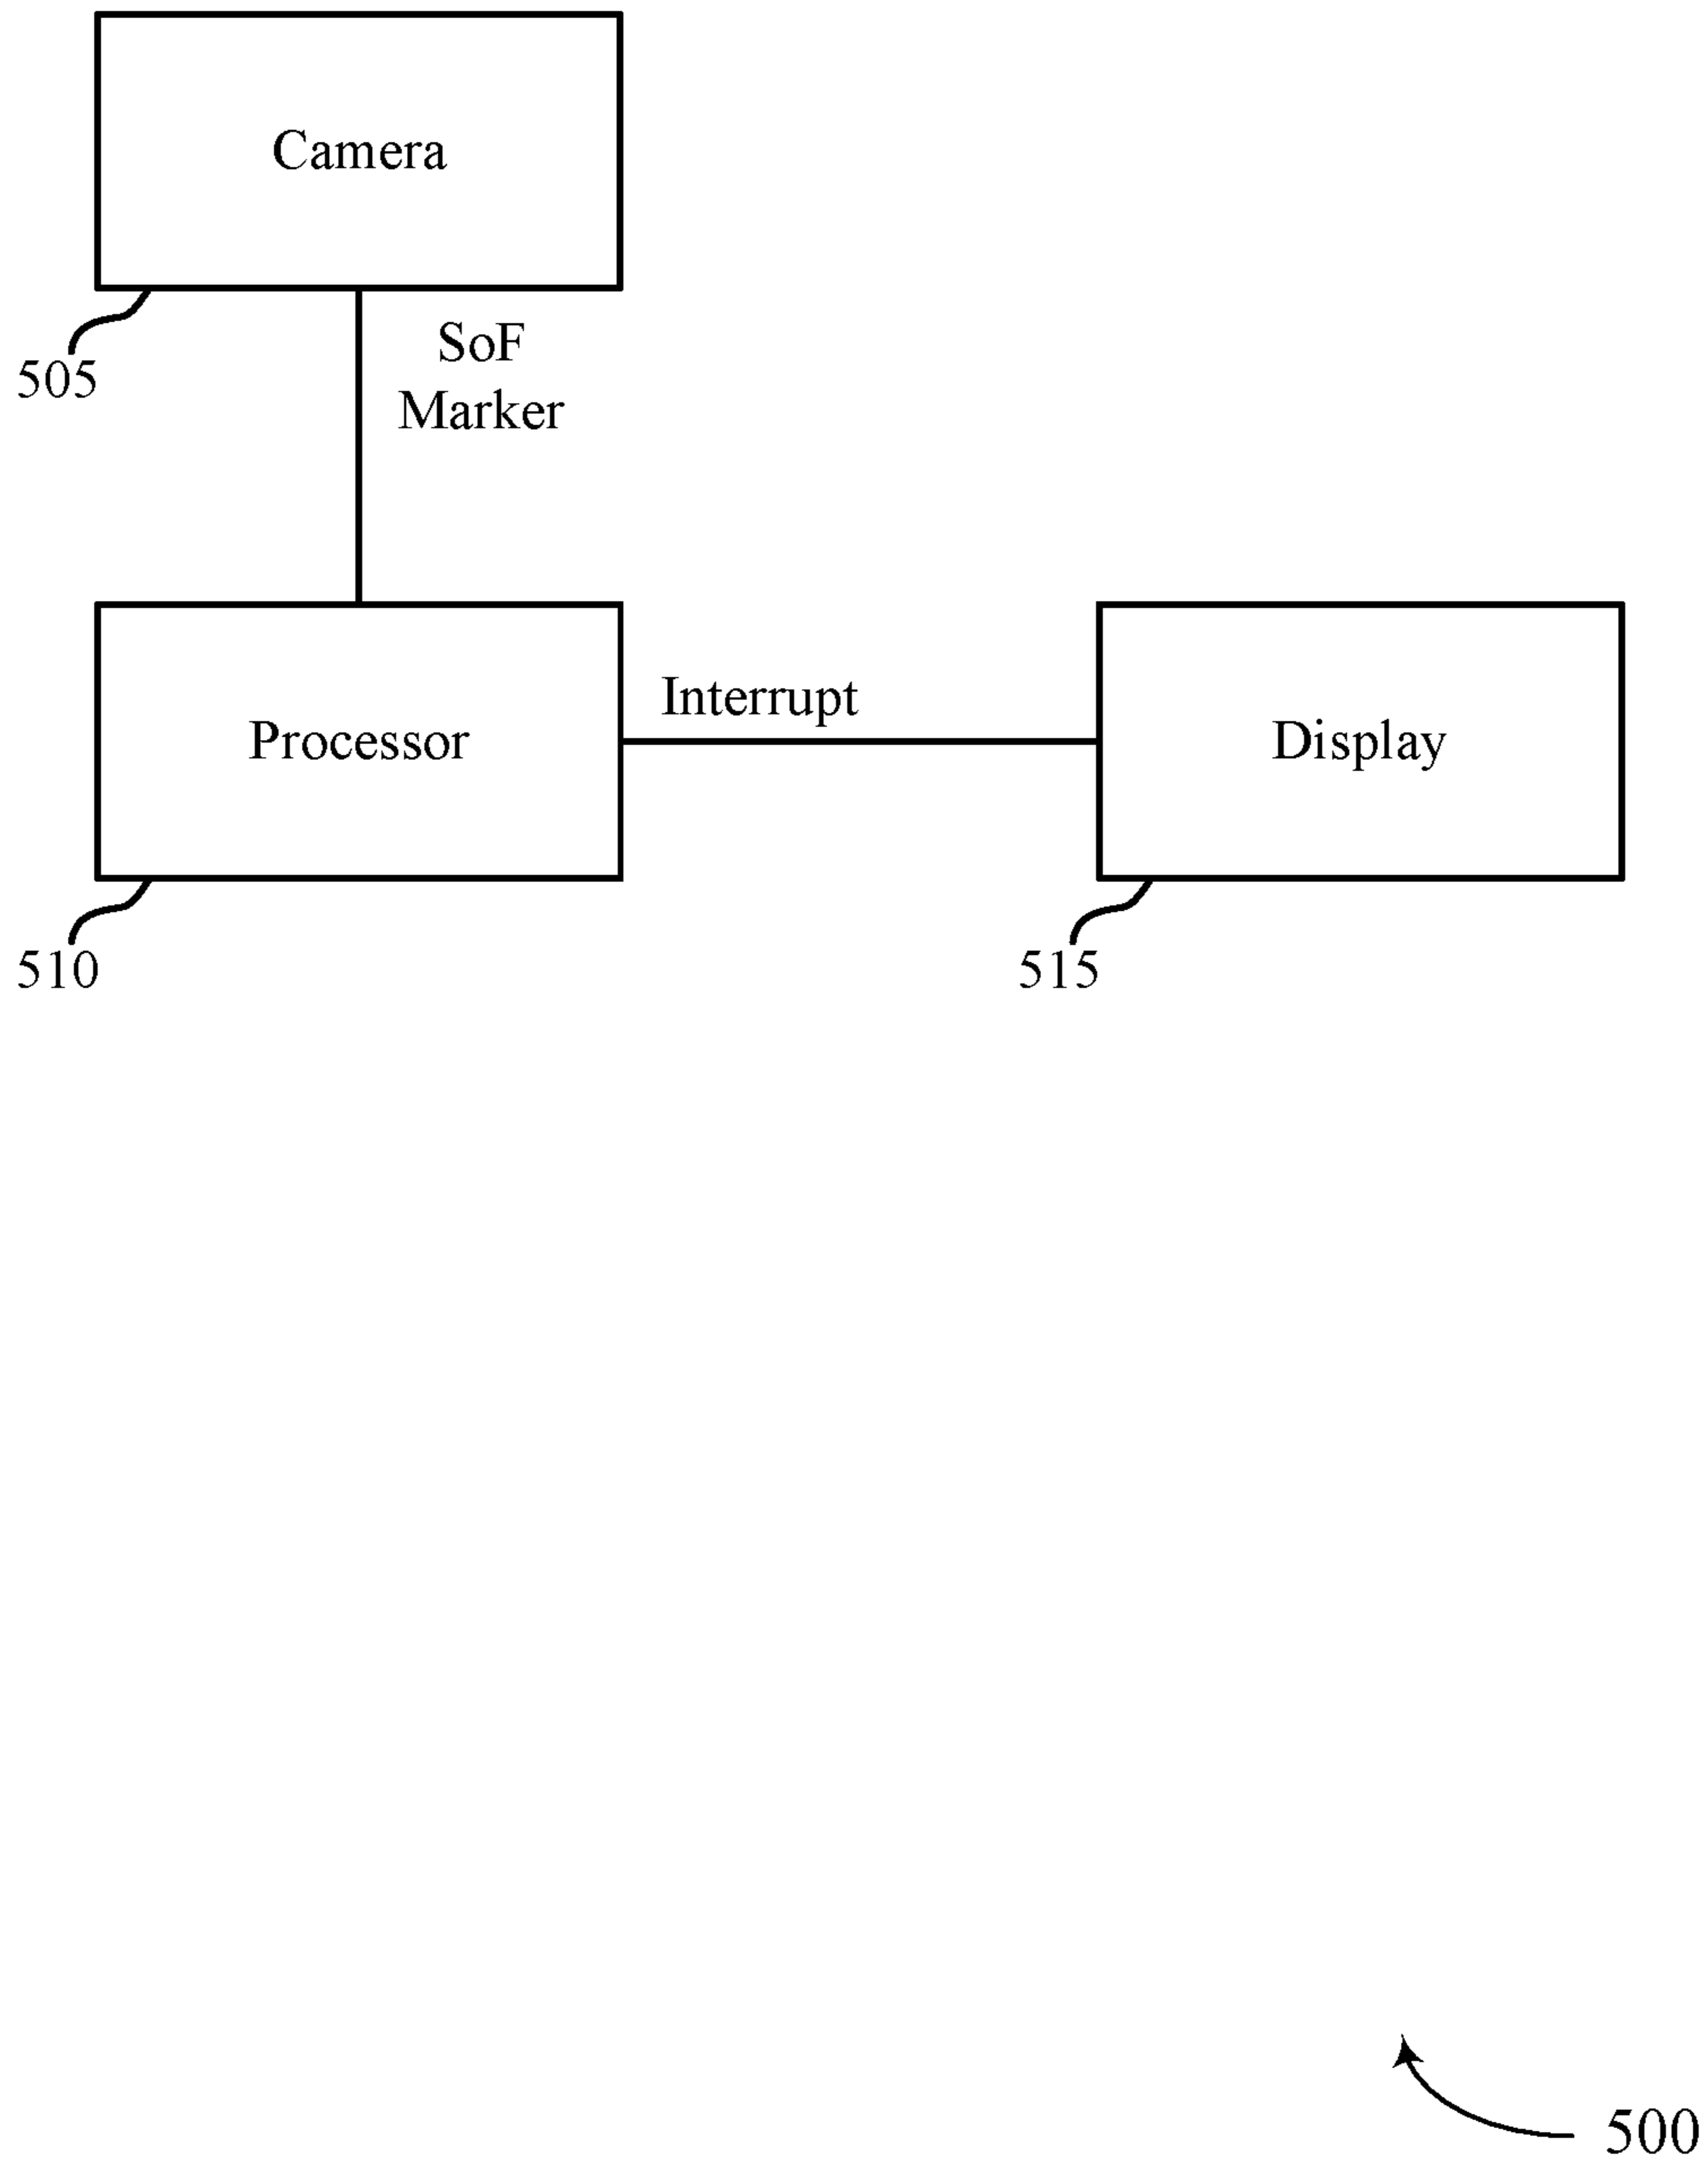 Camera
505
SoF
Marker
Interrupt
Processor
Display
510
515
500